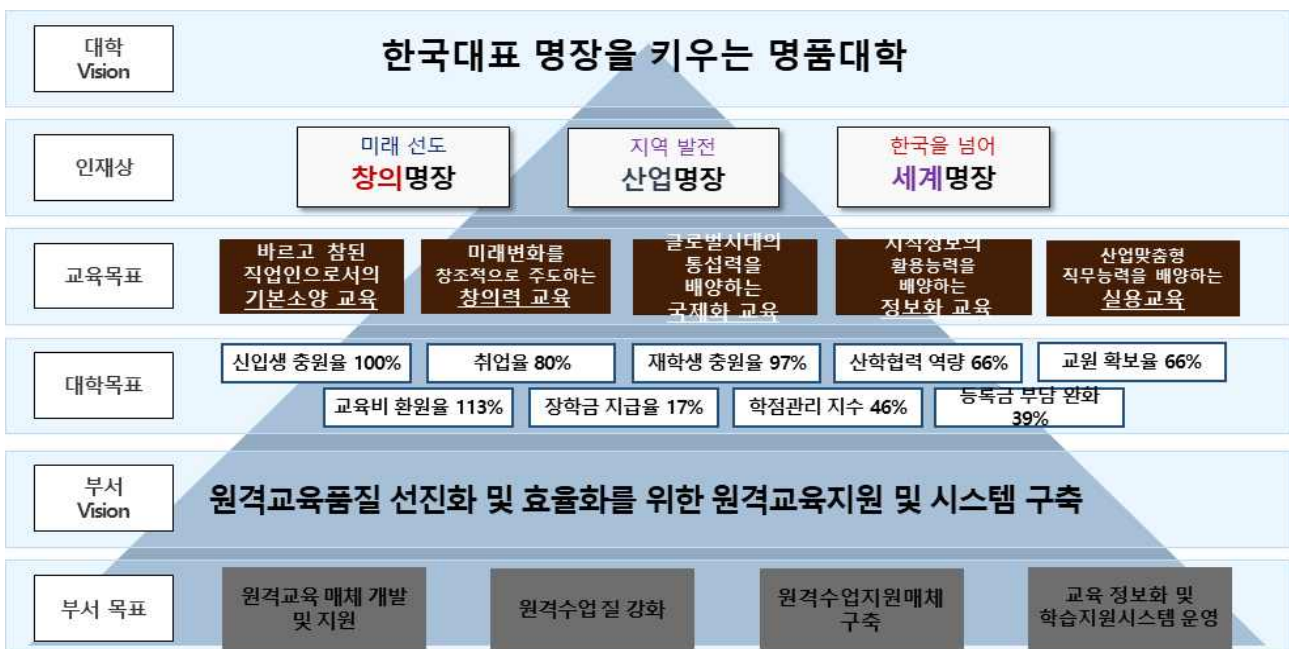 대학
Vision
한국대표 명장을 키우는 명품대학
인재상
미래 선도
창의명장
지역 발전
산업명장
한국을 넘어
세계명장
교육목표
바르고 참된
직업인으로서의
기본소양 교육
미래변화를
창조적으로 주도하는
창의력 교육
글로벌시대의
통섭력을
배양하는
국제화 교육
지식정보의
활용능력을
배양하는
정보화 교육
산업맞춤형
직무능력을 배양하는
실용교육
대학목표
신입생 충원율 100%
취업율 80%
재학생 충원율 97%
산학협력 역량 66%
교원 확보율 66%
교육비 환원율 113%
장학금 지급율 17%
학점관리 지수 46%
등록금 부담 완화
39%
부서
Vision
원격교육품질 선진화 및 효율화를 위한 원격교육지원 및 시스템 구축
부서 목표
원격교육 매체 개발
및 지원
원격수업 질 강화
원격수업지원매체
구축
교육 정보화 및
학습지원시스템 운영